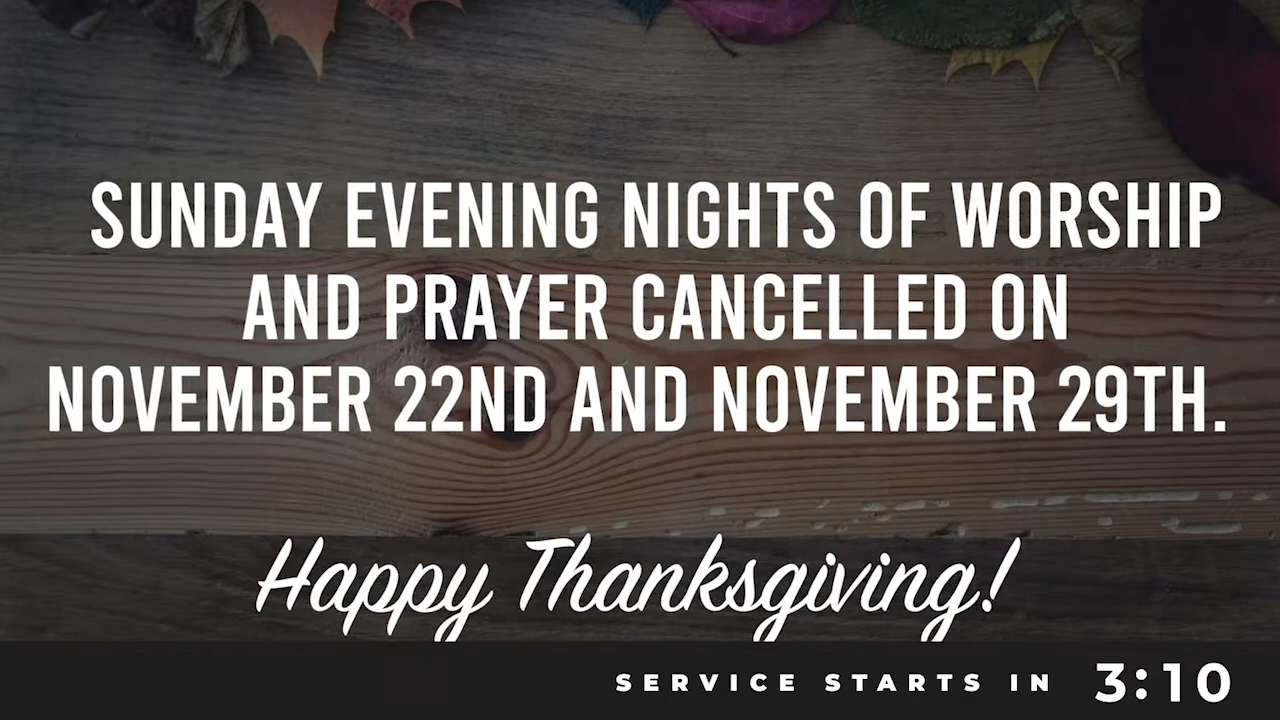 SUNDAY EVENING NIGHTS OF WORSHIP
AND PRAYER CANCELLED ON
NOVEMBER 22ND AND NOVEMBER 29TH.
Happy Thanksgiving!
SERVICE STARTS IN 3:10